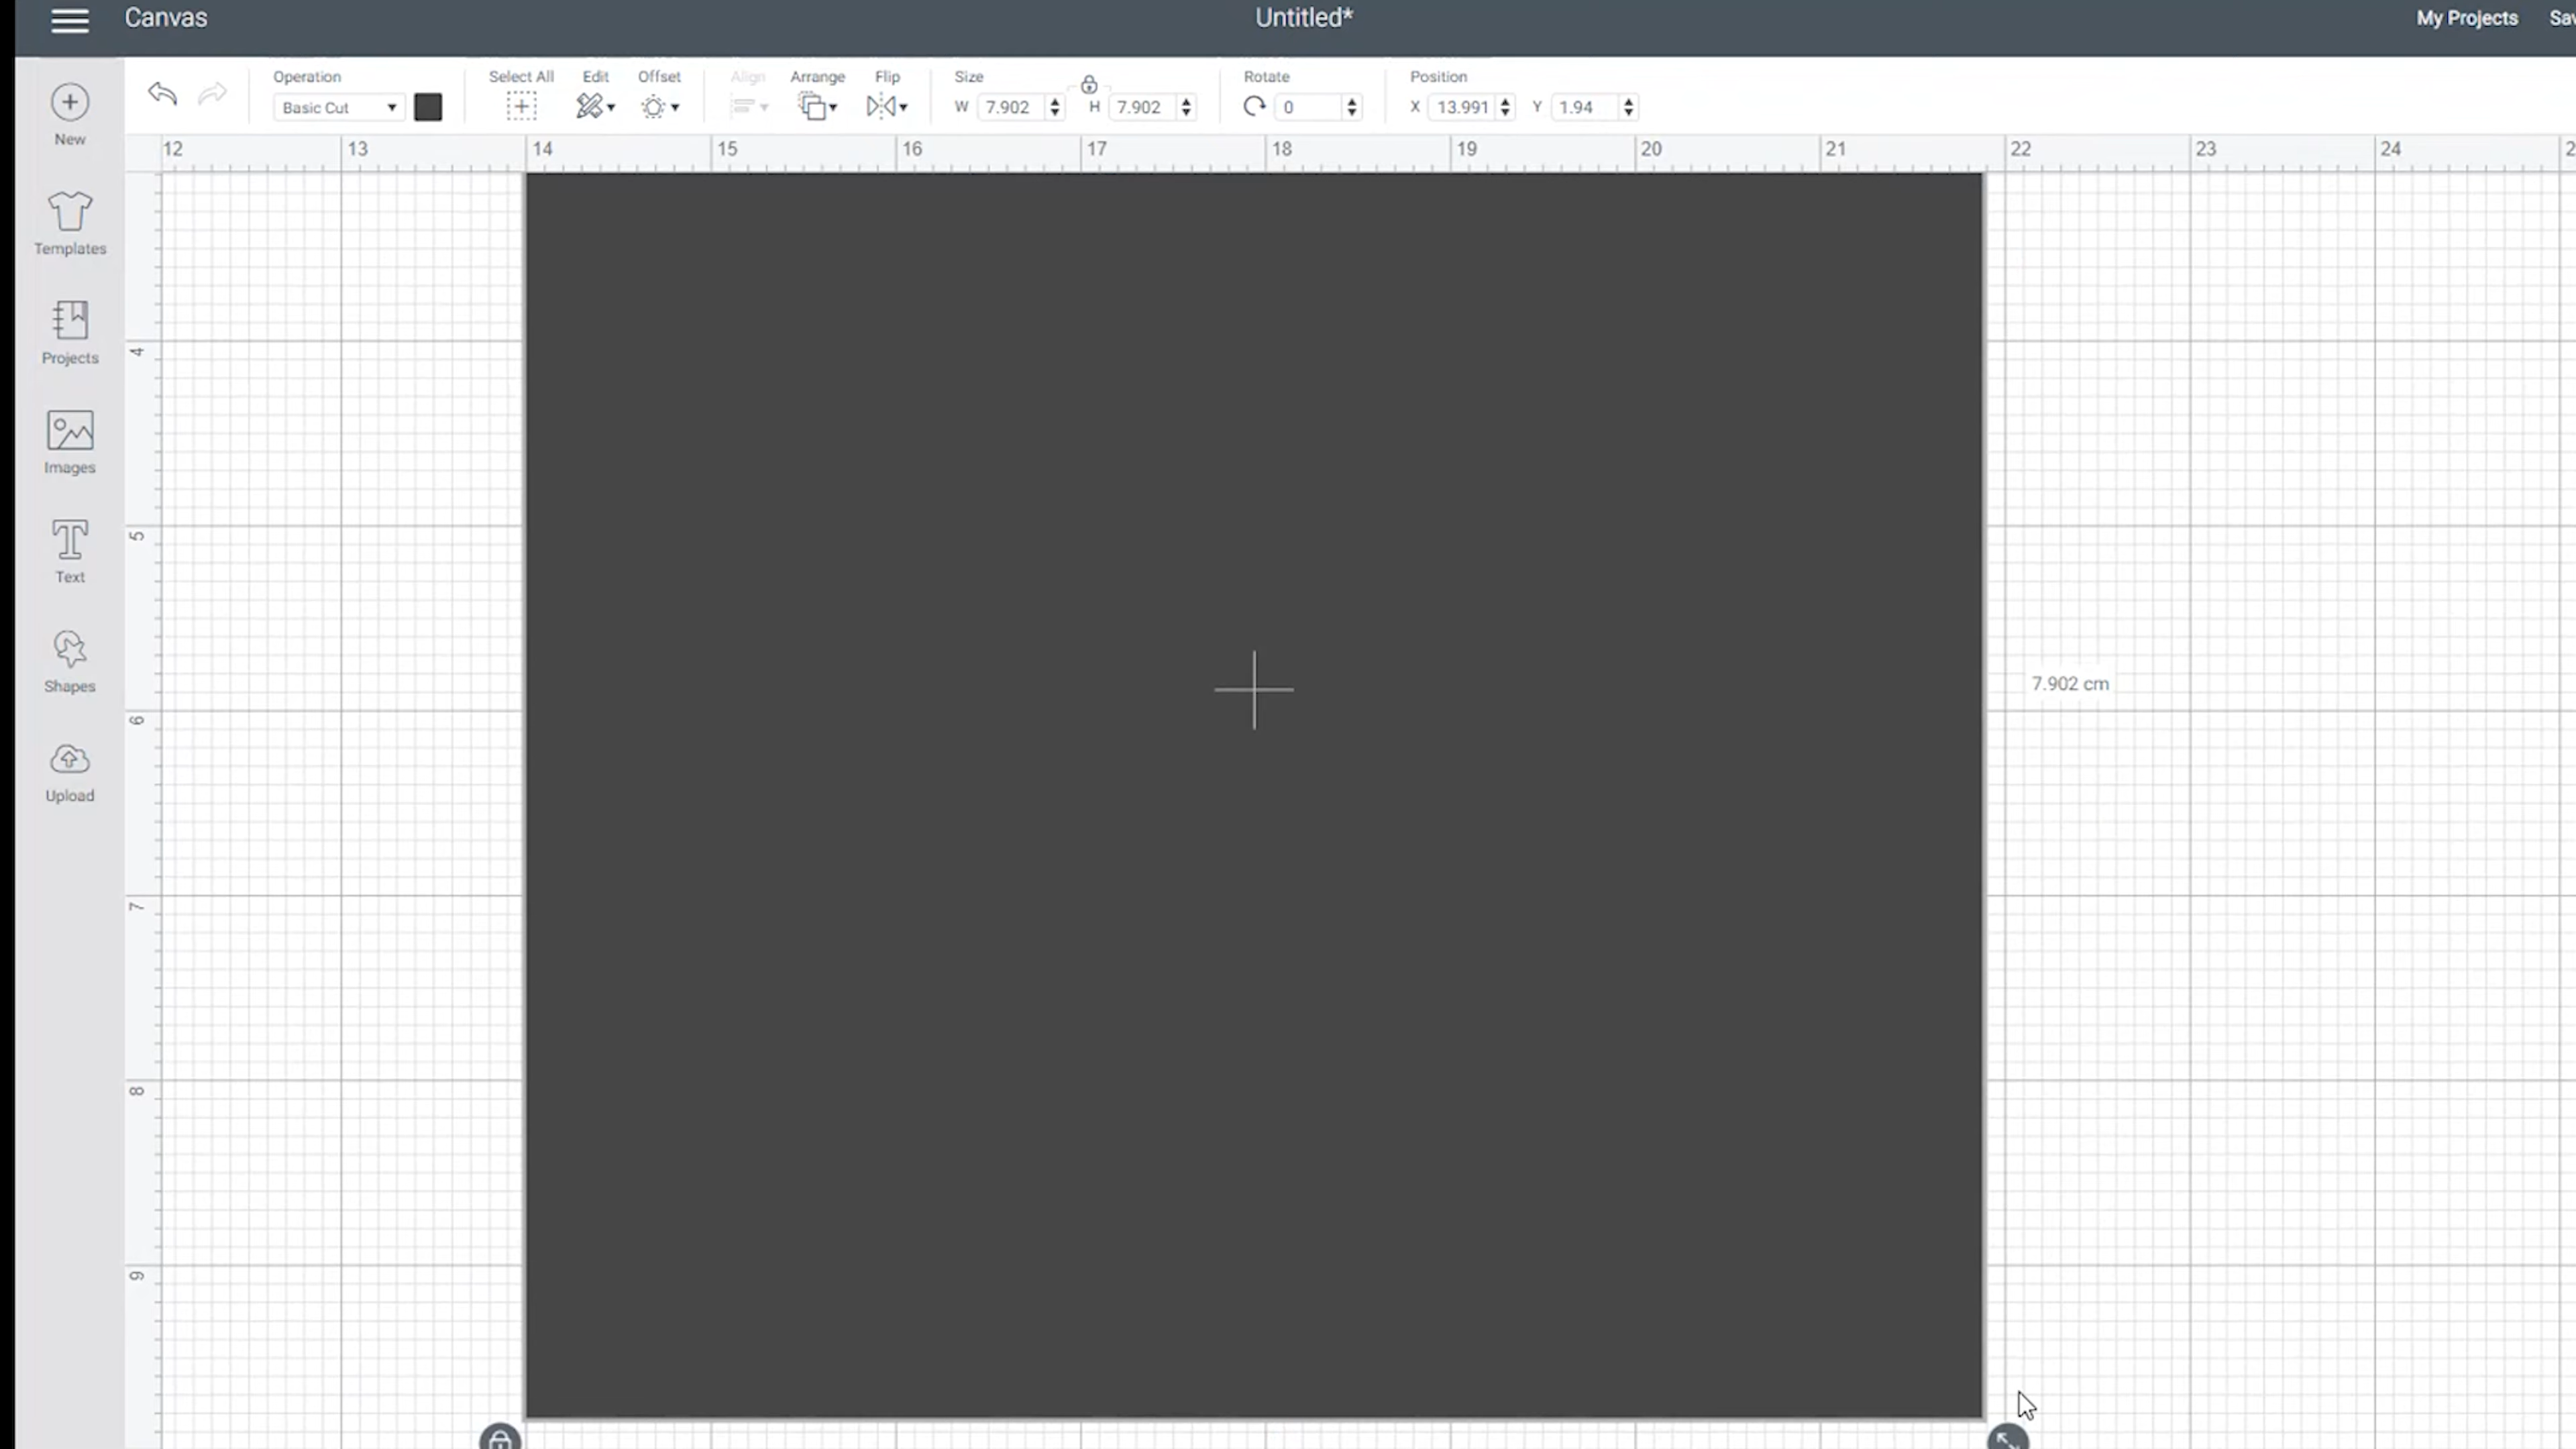 Canvas
Untitled*
My Projects
Operation
Select All
Edit
Offset
Align
Arrange
Flip
Size
Rotate
Position
Basic Cut
W 7.902
H 7.902
0
X 13.991
Y 1.94
New
Templates
Projects
Images
Text
Shapes
Upload
12 13 14 15 16 17 18 19 20 21 22 23 24
4
5
6
7
8
9
7.902 cm